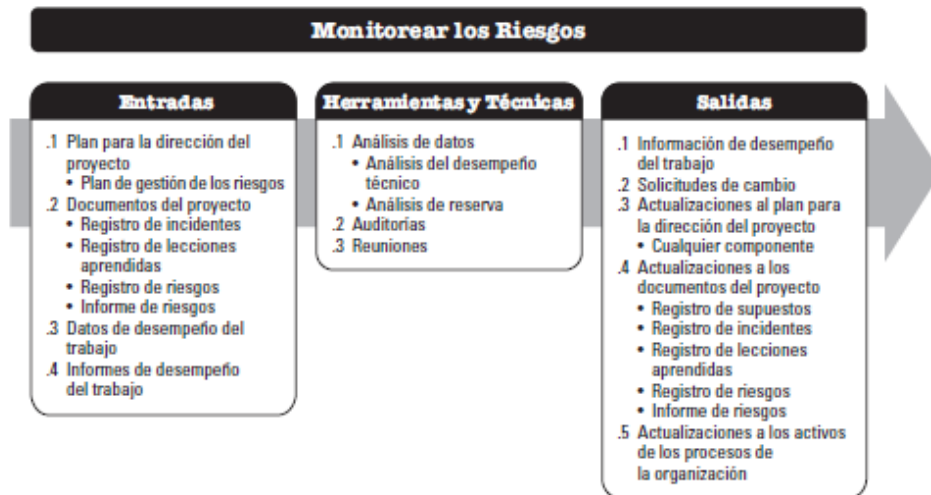 Monitorear los Riesgos
Entradas
.1 Plan para la dirección del
proyecto
• Plan de gestión de los riesgos
.2 Documentos del proyecto
• Registro de incidentes
• Registro de lecciones
aprendidas
• Registro de riesgos
• Informe de riesgos
.3 Datos de desempeño del
trabajo
.4 Informes de desempeño
del trabajo
Herramientas y Técnicas
.1 Análisis de datos
• Análisis del desempeño
técnico
• Análisis de reserva
.2 Auditorías
.3 Reuniones
Salidas
.1 Información de desempeño
del trabajo
.2 Solicitudes de cambio
.3 Actualizaciones al plan para
la dirección del proyecto
• Cualquier componente
.4 Actualizaciones a los
documentos del proyecto
• Registro de supuestos
• Registro de incidentes
• Registro de lecciones
aprendidas
• Registro de riesgos
• Informe de riesgos
.5 Actualizaciones a los activos
de los procesos de
la organización